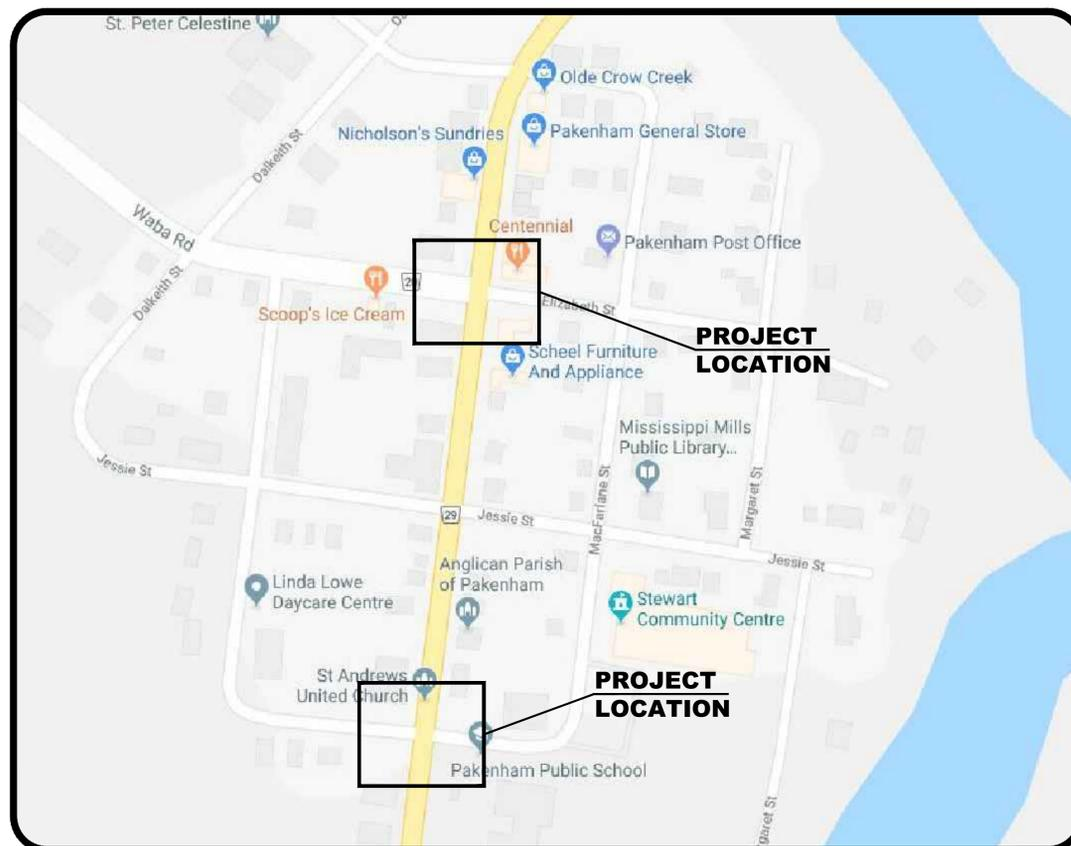 St. Peter Celestine
Olde Crow Creek
Nicholson's Sundries
Pakenham General Store
Dalkeith St
Waba Rd
Centennial
Pakenham Post Office
Dalkeith St
Scoop's Ice Cream
Elizabeth St
PROJECT
LOCATION
Scheel Furniture
And Appliance
Mississippi Mills
Public Library...
Jessie St
29
Jessie St
MacFarlane St
Margaret St
Jessie St
Anglican Parish
of Pakenham
Linda Lowe
Daycare Centre
Stewart
Community Centre
St Andrews
United Church
PROJECT
LOCATION
Pakenham Public School
garet St